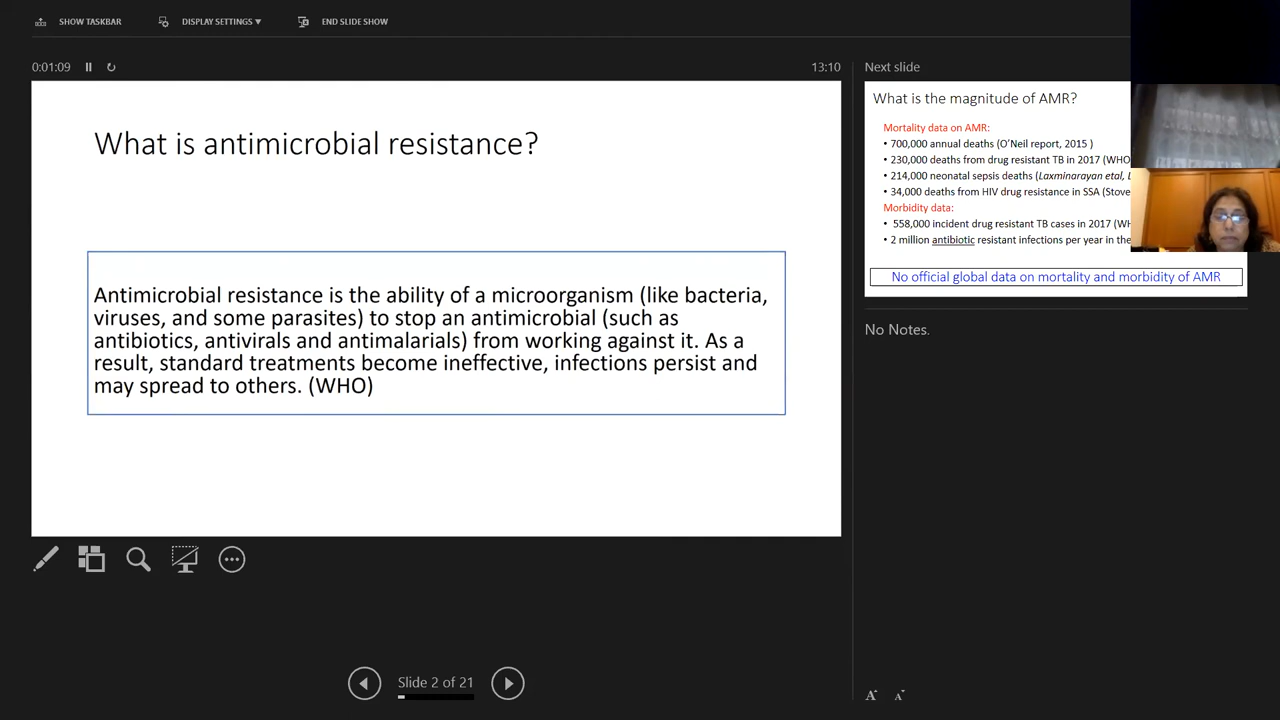 SHOW TASKBAR
DISPLAY SETTINGS ▼
END SLIDE SHOW
0:01:09
13:10
What is antimicrobial resistance?
Antimicrobial resistance is the ability of a microorganism (like bacteria,
viruses, and some parasites) to stop an antimicrobial (such as
antibiotics, antivirals and antimalarials) from working against it. As a
result, standard treatments become ineffective, infections persist and
may spread to others. (WHO)
Slide 2 of 21
Next slide
What is the magnitude of AMR?
Mortality data on AMR:
• 700,000 annual deaths (O’Neil report, 2015 )
• 230,000 deaths from drug resistant TB in 2017 (WHO
• 214,000 neonatal sepsis deaths (Laxminarayan etal,
• 34,000 deaths from HIV drug resistance in SSA (Stove
Morbidity data:
• 558,000 incident drug resistant TB cases in 2017
• 2 million antibiotic resistant infections per year in the
No official global data on mortality and morbidity of AMR
No Notes.
A A